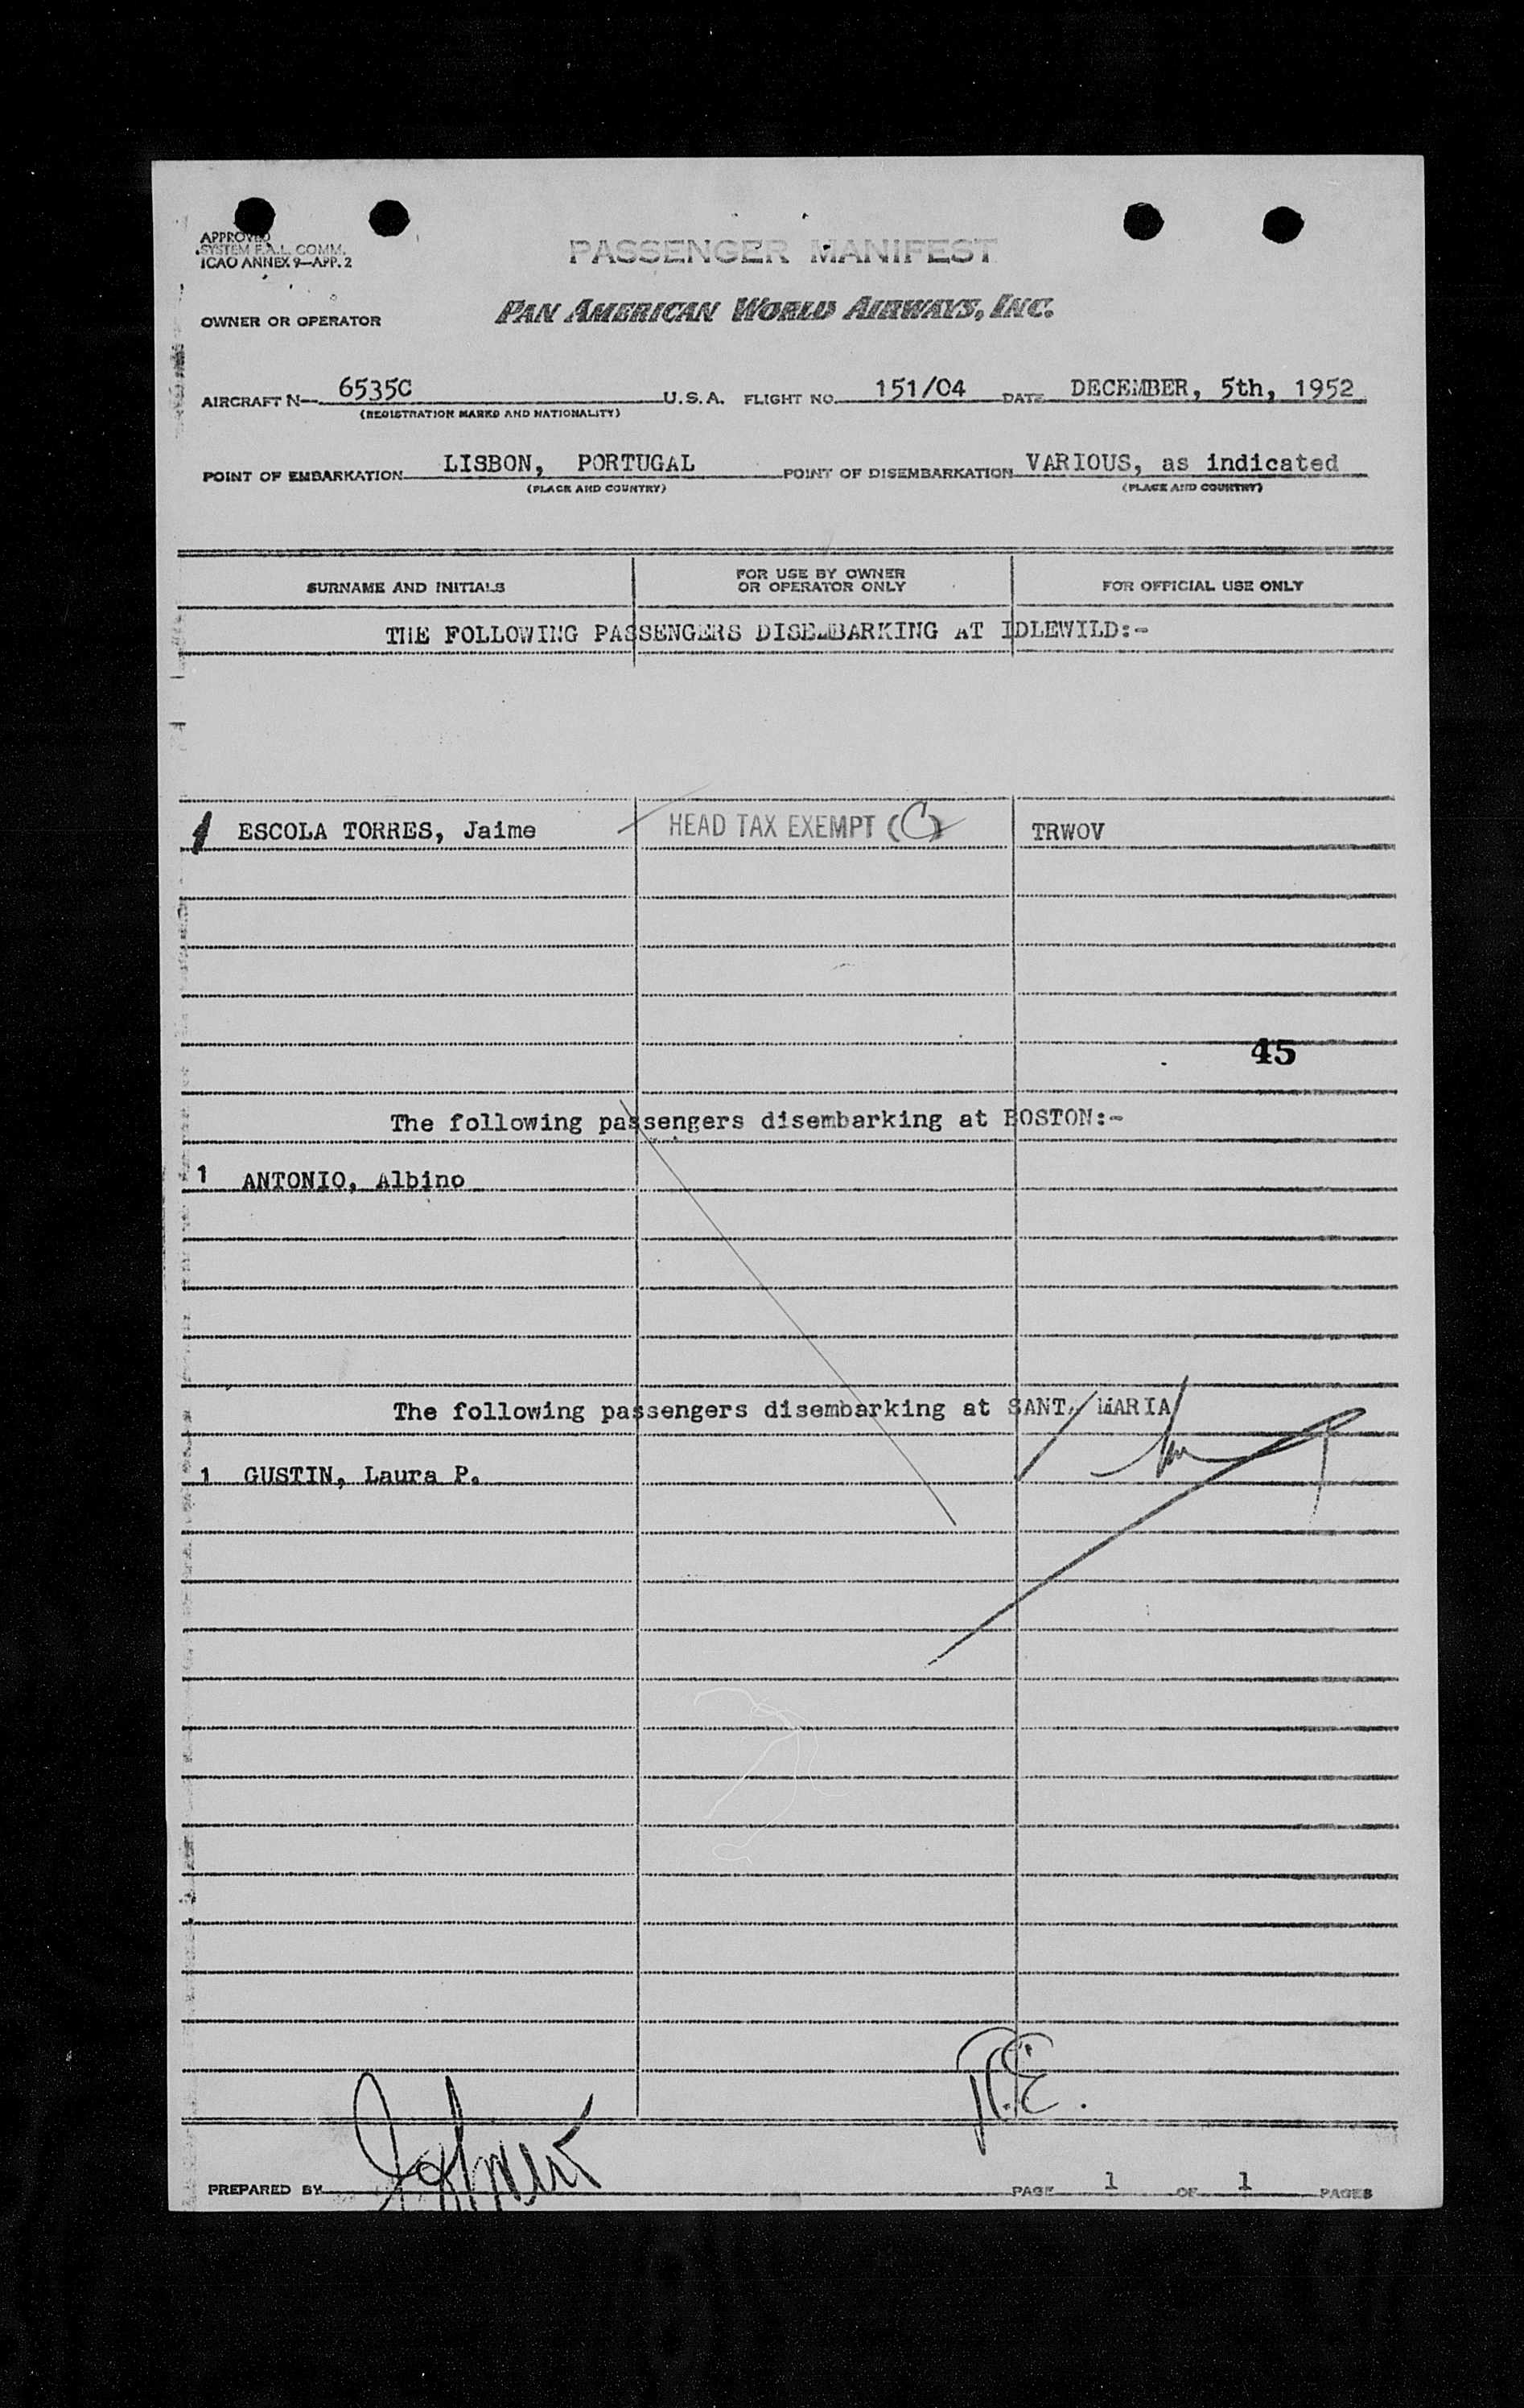 APPROVED
SYSTEM F.A.L. COMM.
ICAO ANNEX 9—APP. 2
PASSENGER MANIFEST
OWNER OR OPERATOR PAN AMERICAN WORLD AIRWAYS, INC.
AIRCRAFT N— 6535C U.S.A. FLIGHT NO. 151/04 DATE DECEMBER, 5th, 1952
(REGISTRATION MARKS AND NATIONALITY)
POINT OF EMBARKATION LISBON, PORTUGAL POINT OF DISEMBARKATION VARIOUS, as indicated
(PLACE AND COUNTRY) (PLACE AND COUNTRY)
SURNAME AND INITIALS FOR USE BY OWNER OR OPERATOR ONLY FOR OFFICIAL USE ONLY
THE FOLLOWING PASSENGERS DISEMBARKING AT IDLEWILD:-
1 ESCOLA TORRES, Jaime HEAD TAX EXEMPT (C) TRWOV
45
The following passengers disembarking at BOSTON:-
1 ANTONIO, Albino
The following passengers disembarking at SANTA MARIA
1 GUSTIN, Laura P.
PREPARED BY PAGE 1 OF 1 PAGES